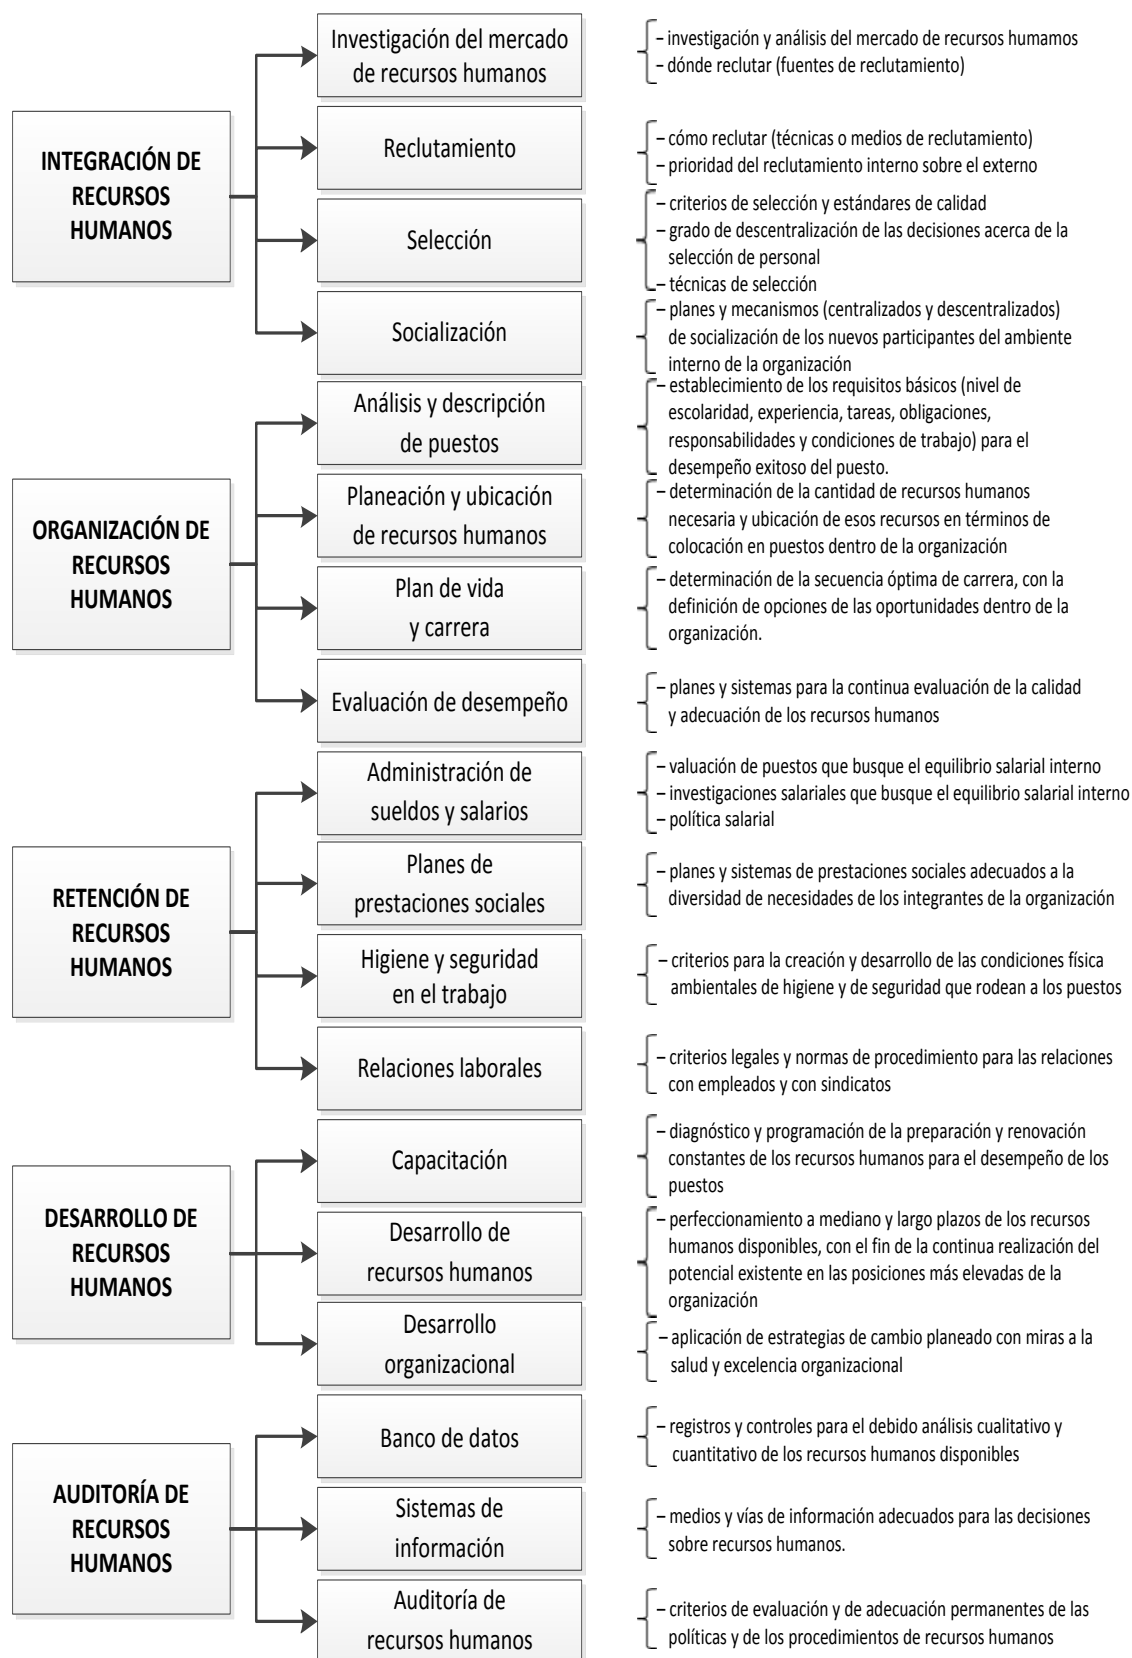 INTEGRACIÓN DE
RECURSOS
HUMANOS
Investigación del mercado
de recursos humanos
– investigación y análisis del mercado de recursos humamos
– dónde reclutar (fuentes de reclutamiento)
Reclutamiento
– cómo reclutar (técnicas o medios de reclutamiento)
– prioridad del reclutamiento interno sobre el externo
Selección
– criterios de selección y estándares de calidad
– grado de descentralización de las decisiones acerca de la
selección de personal
– técnicas de selección
Socialización
– planes y mecanismos (centralizados y descentralizados)
de socialización de los nuevos participantes del ambiente
interno de la organización
ORGANIZACIÓN DE
RECURSOS
HUMANOS
Análisis y descripción
de puestos
– establecimiento de los requisitos básicos (nivel de
escolaridad, experiencia, tareas, obligaciones,
responsabilidades y condiciones de trabajo) para el
desempeño exitoso del puesto.
Planeación y ubicación
de recursos humanos
– determinación de la cantidad de recursos humanos
necesaria y ubicación de esos recursos en términos de
colocación en puestos dentro de la organización
Plan de vida
y carrera
– determinación de la secuencia óptima de carrera, con la
definición de opciones de las oportunidades dentro de la
organización.
Evaluación de desempeño
– planes y sistemas para la continua evaluación de la calidad
y adecuación de los recursos humanos
RETENCIÓN DE
RECURSOS
HUMANOS
Administración de
sueldos y salarios
– valuación de puestos que busque el equilibrio salarial interno
– investigaciones salariales que busque el equilibrio salarial interno
– política salarial
Planes de
prestaciones sociales
– planes y sistemas de prestaciones sociales adecuados a la
diversidad de necesidades de los integrantes de la organización
Higiene y seguridad
en el trabajo
– criterios para la creación y desarrollo de las condiciones física
ambientales de higiene y de seguridad que rodean a los puestos
Relaciones laborales
– criterios legales y normas de procedimiento para las relaciones
con empleados y con sindicatos
DESARROLLO DE
RECURSOS
HUMANOS
Capacitación
– diagnóstico y programación de la preparación y renovación
constantes de los recursos humanos para el desempeño de los
puestos
Desarrollo de
recursos humanos
– perfeccionamiento a mediano y largo plazos de los recursos
humanos disponibles, con el fin de la continua realización del
potencial existente en las posiciones más elevadas de la
organización
Desarrollo
organizacional
– aplicación de estrategias de cambio planeado con miras a la
salud y excelencia organizacional
AUDITORÍA DE
RECURSOS
HUMANOS
Banco de datos
– registros y controles para el debido análisis cualitativo y
cuantitativo de los recursos humanos disponibles
Sistemas de
información
– medios y vías de información adecuados para las decisiones
sobre recursos humanos.
Auditoría de
recursos humanos
– criterios de evaluación y de adecuación permanentes de las
políticas y de los procedimientos de recursos humanos